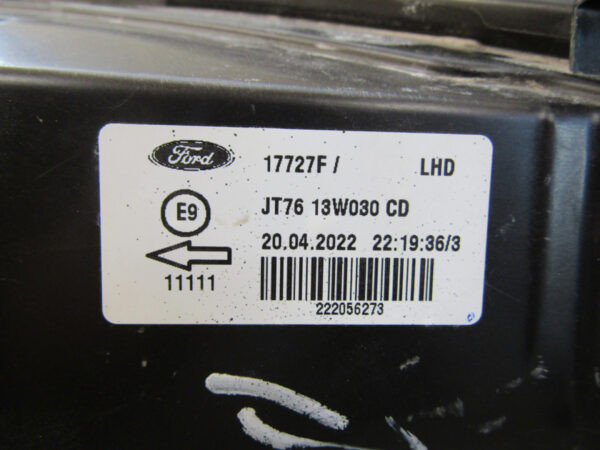 Ford
17727F / LHD
E9
JT76 13W030 CD
20.04.2022 22:19:36/3
11111
222056273